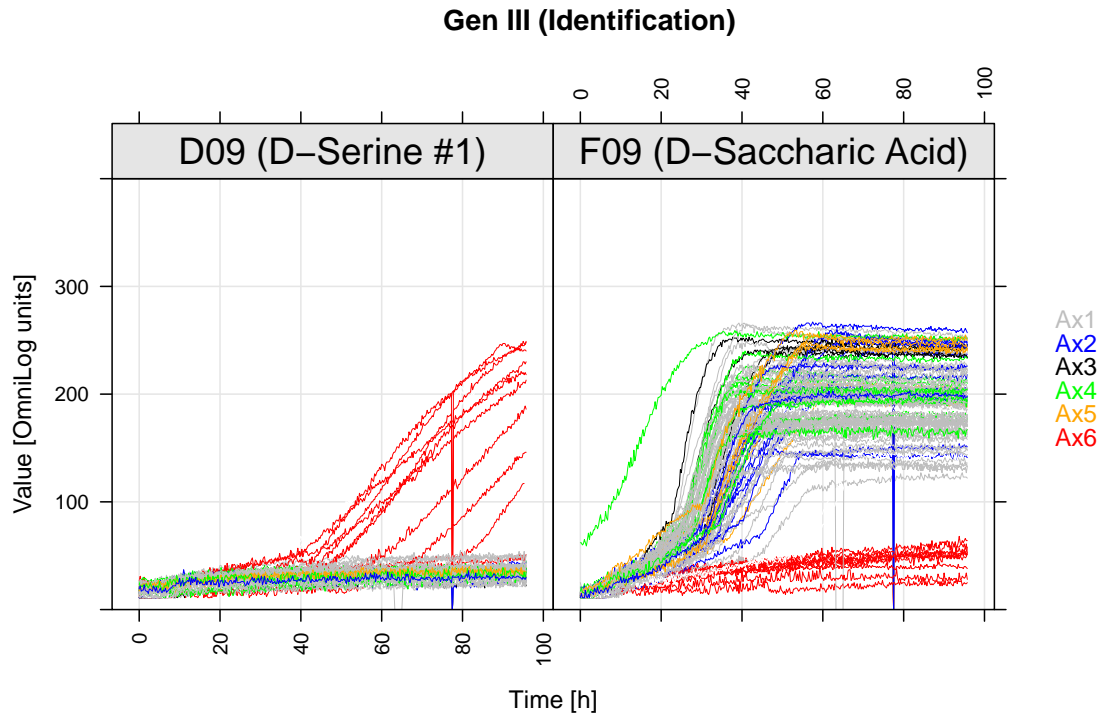 Gen III (Identification)
0 20 40 60 80 100
D09 (D−Serine #1) F09 (D−Saccharic Acid)
Value [OmniLog units]
300
200
100
Ax1
Ax2
Ax3
Ax4
Ax5
Ax6
0 20 40 60 80 100
Time [h]